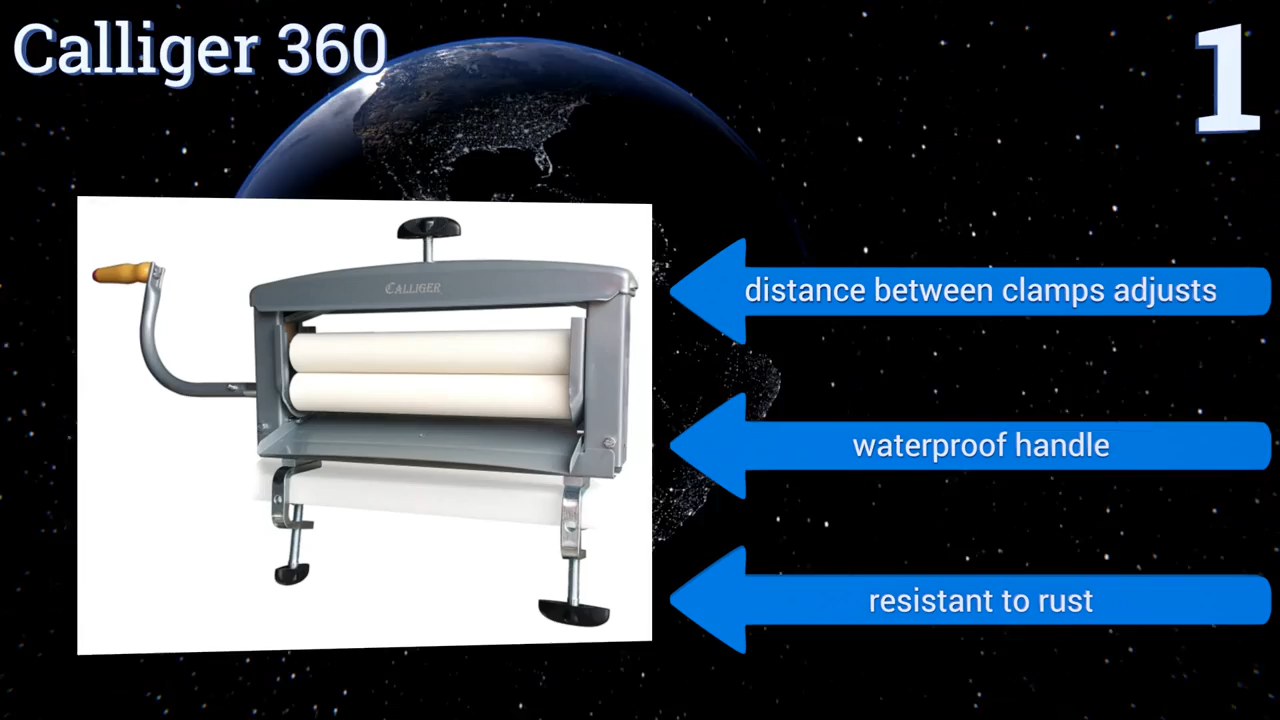 Calliger 360
1
CALLIGER
distance between clamps adjusts
waterproof handle
resistant to rust